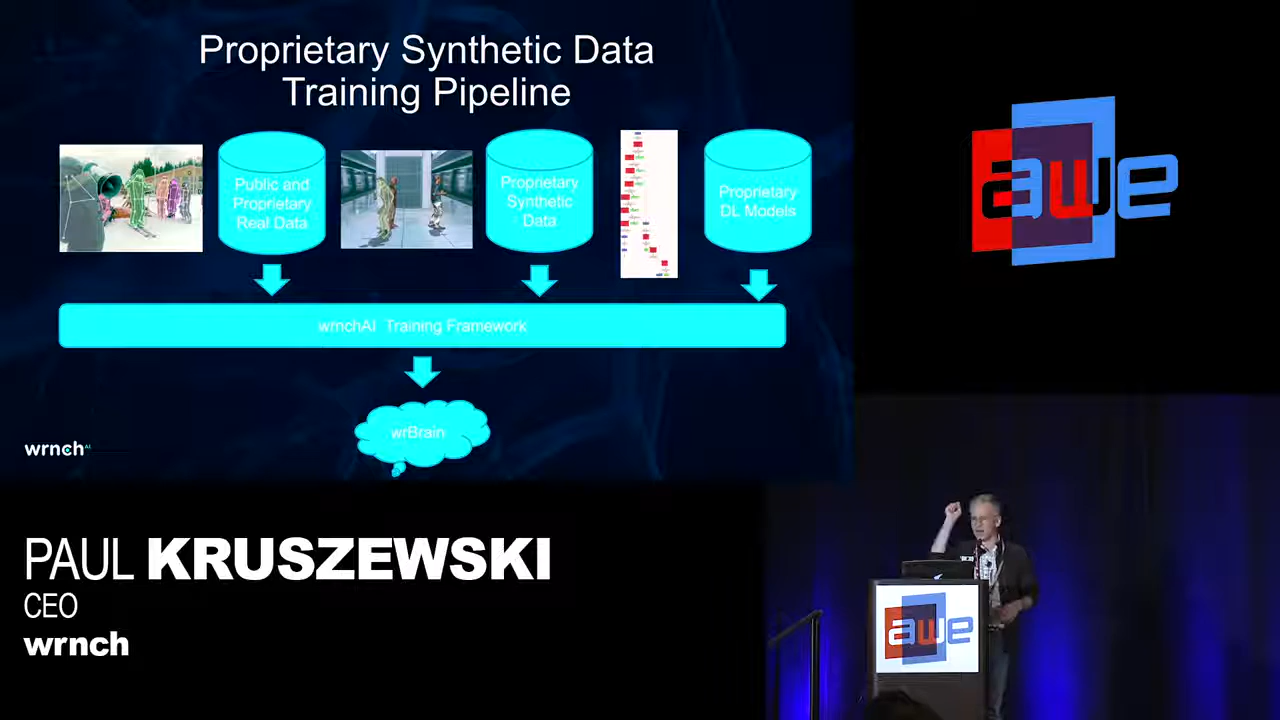 Proprietary Synthetic Data
Training Pipeline
Public and
Proprietary
Real Data
Proprietary
Synthetic
Data
Proprietary
DL Models
wrnchAI Training Framework
wrBrain
wrnch AI
awe
PAUL KRUSZEWSKI
CEO
wrnch
awe